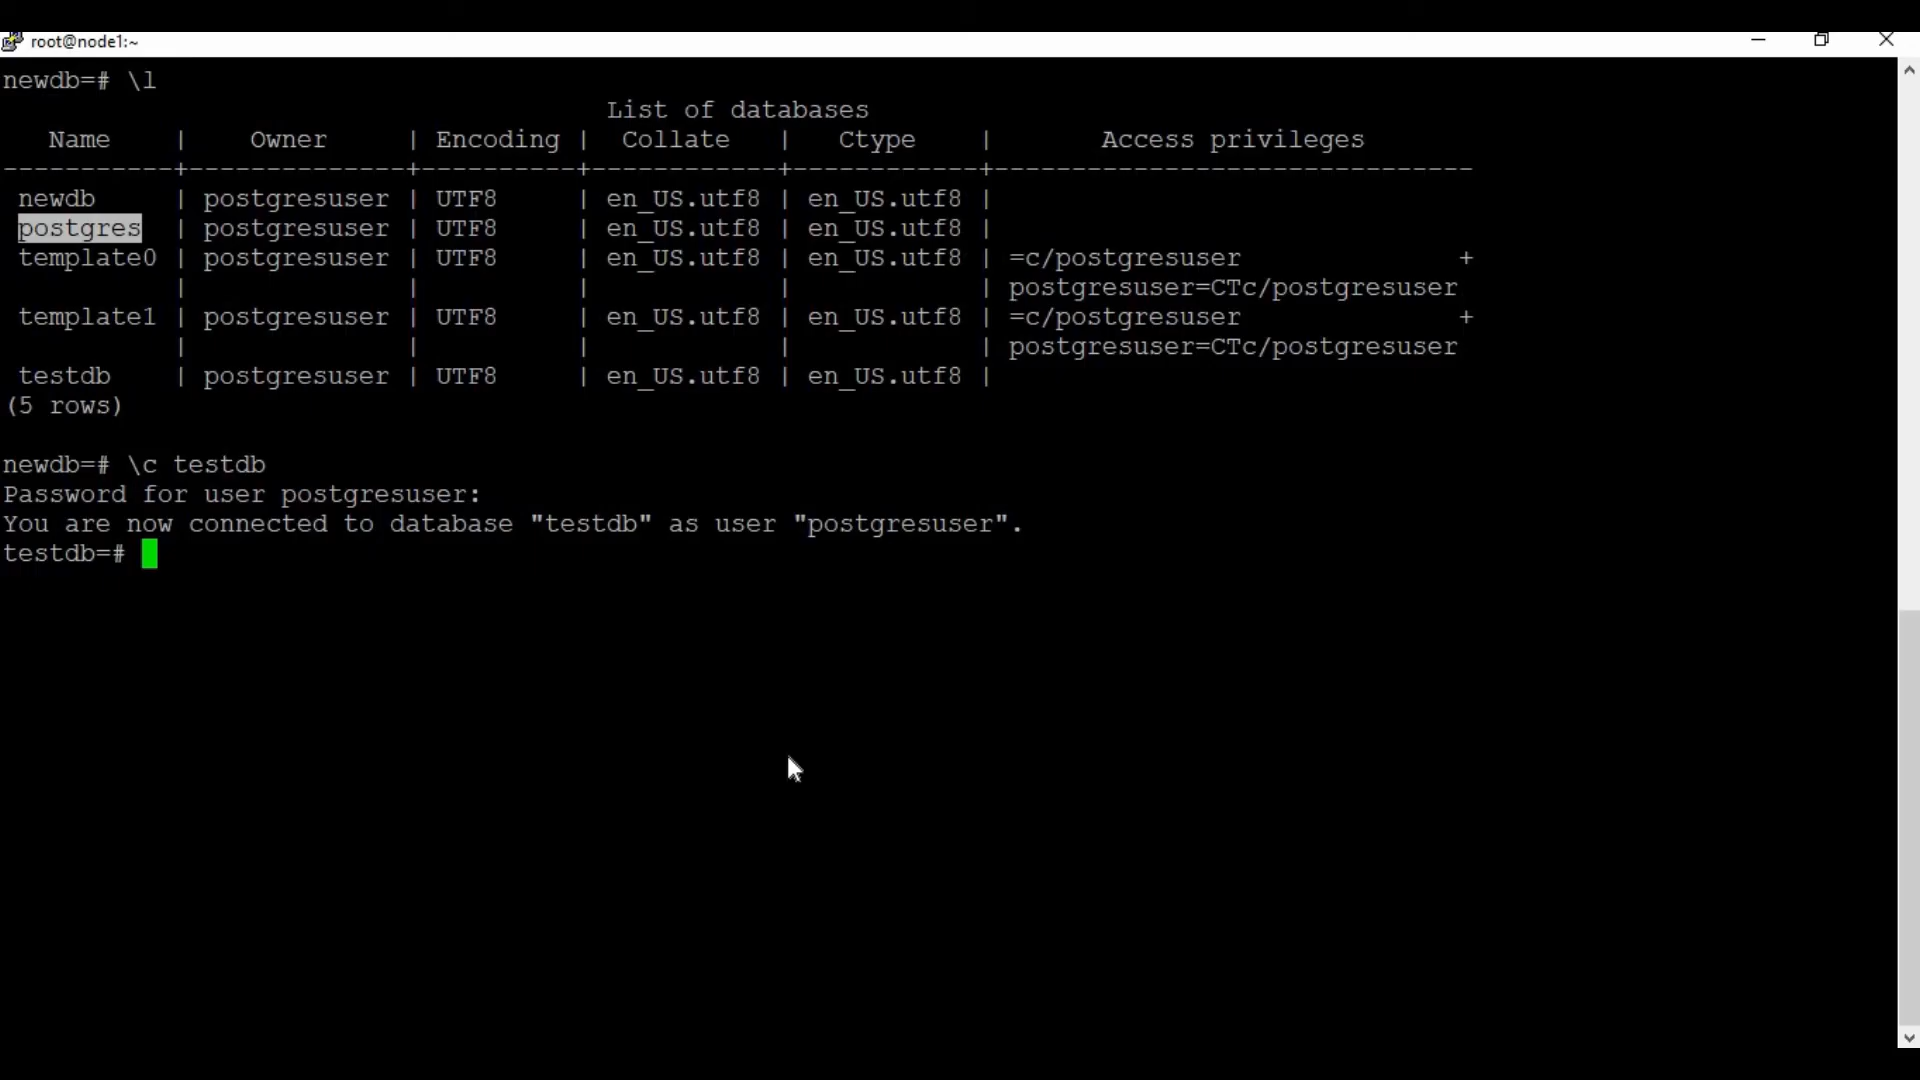 root@node1:~
newdb=# \l
List of databases
Name | Owner | Encoding | Collate | Ctype | Access privileges
-----------+--------------+----------+------------+------------+-------------------------------
newdb | postgresuser | UTF8 | en_US.utf8 | en_US.utf8 |
postgres | postgresuser | UTF8 | en_US.utf8 | en_US.utf8 |
template0 | postgresuser | UTF8 | en_US.utf8 | en_US.utf8 | =c/postgresuser +
| | | | | postgresuser=CTc/postgresuser
template1 | postgresuser | UTF8 | en_US.utf8 | en_US.utf8 | =c/postgresuser +
| | | | | postgresuser=CTc/postgresuser
testdb | postgresuser | UTF8 | en_US.utf8 | en_US.utf8 |
(5 rows)
newdb=# \c testdb
Password for user postgresuser:
You are now connected to database "testdb" as user "postgresuser".
testdb=#